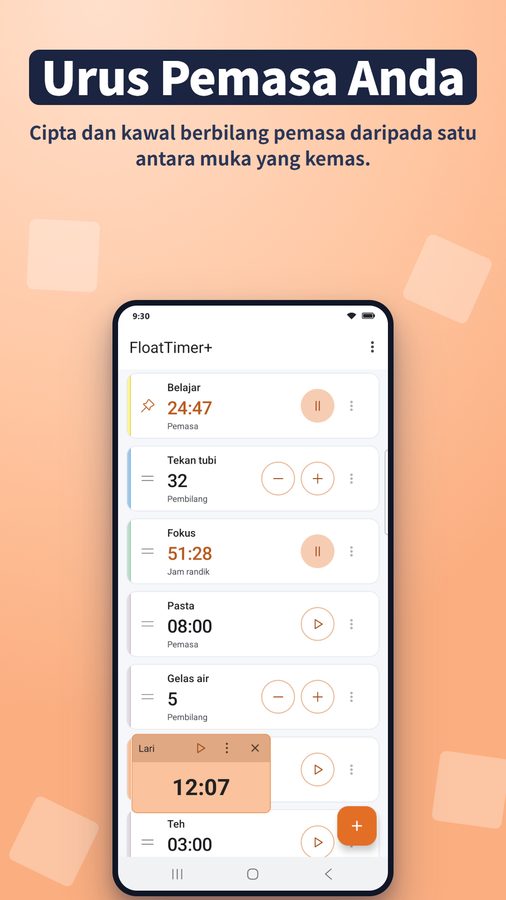 Urus Pemasa Anda
Cipta dan kawal berbilang pemasa daripada satu
antara muka yang kemas.
9:30
FloatTimer+
Belajar
24:47
Pemasa
Tekan tubi
32
Pembilang
Fokus
51:28
Jam randik
Pasta
08:00
Pemasa
Gelas air
5
Pembilang
Lari
12:07
Teh
03:00